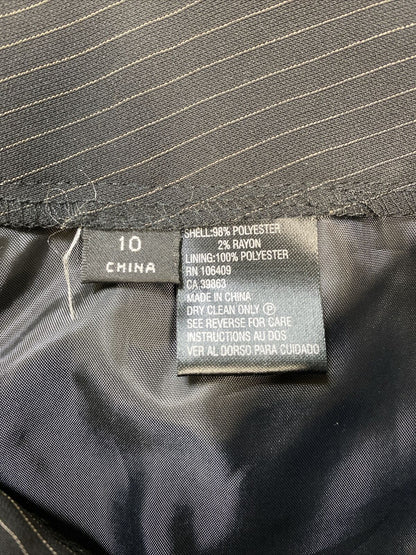 10
CHINA
SHELL:98% POLYESTER
2% RAYON
LINING:100% POLYESTER
RN 106409
CA 39863
MADE IN CHINA
DRY CLEAN ONLY Ⓟ
SEE REVERSE FOR CARE
INSTRUCTIONS AU DOS
VER AL DORSO PARA CUIDADO